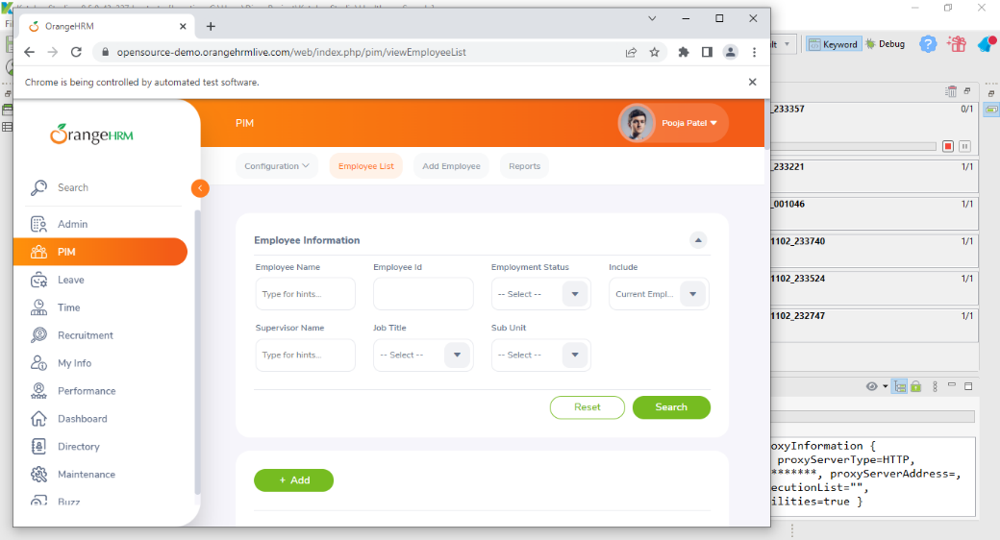 OrangeHRM
opensource-demo.orangehrmlive.com/web/index.php/pim/viewEmployeeList
Chrome is being controlled by automated test software.
OrangeHRM
PIM
Pooja Patel
Configuration
Employee List
Add Employee
Reports
Search
Admin
PIM
Leave
Time
Recruitment
My Info
Performance
Dashboard
Directory
Maintenance
Buzz
Employee Information
Employee Name
Employee Id
Employment Status
Include
Type for hints...
-- Select --
Current Empl...
Supervisor Name
Job Title
Sub Unit
Type for hints...
-- Select --
-- Select --
Reset
Search
+ Add
Keyword
Debug
_233357 0/1
_233221 1/1
_001046 1/1
1102_233740 1/1
1102_233524 1/1
1102_232747 1/1
oxyInformation {
proxyServerType=HTTP,
*******, proxyServerAddress=,
ecutionList="",
ilities=true }